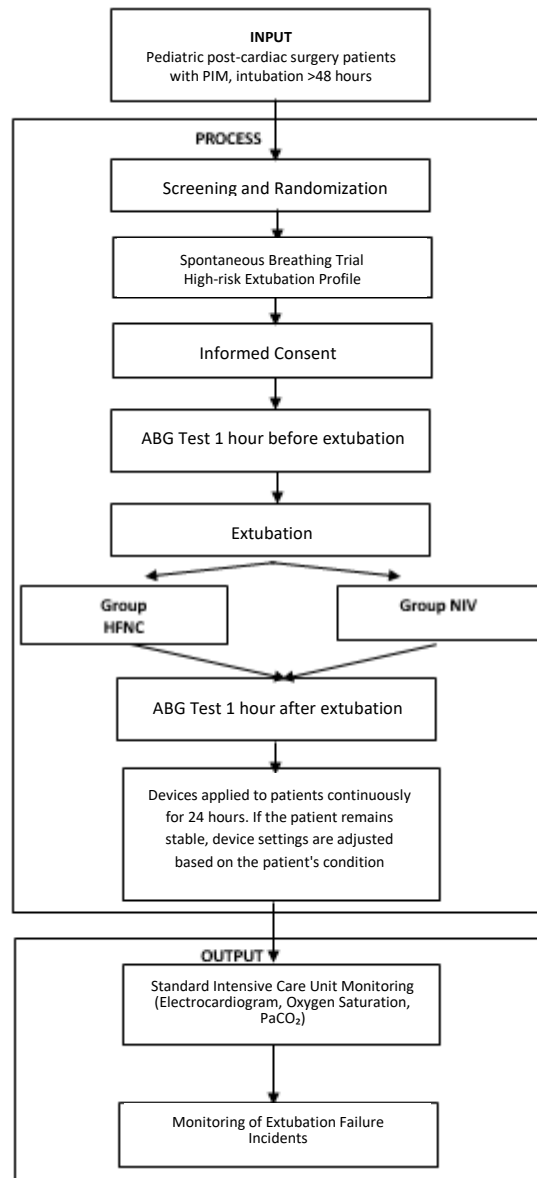 INPUT
Pediatric post-cardiac surgery patients
with PIM, intubation >48 hours
PROCESS
Screening and Randomization
Spontaneous Breathing Trial
High-risk Extubation Profile
Informed Consent
ABG Test 1 hour before extubation
Extubation
Group
HFNC
Group NIV
ABG Test 1 hour after extubation
Devices applied to patients continuously
for 24 hours. If the patient remains
stable, device settings are adjusted
based on the patient's condition
OUTPUT
Standard Intensive Care Unit Monitoring
(Electrocardiogram, Oxygen Saturation,
PaCO₂)
Monitoring of Extubation Failure
Incidents